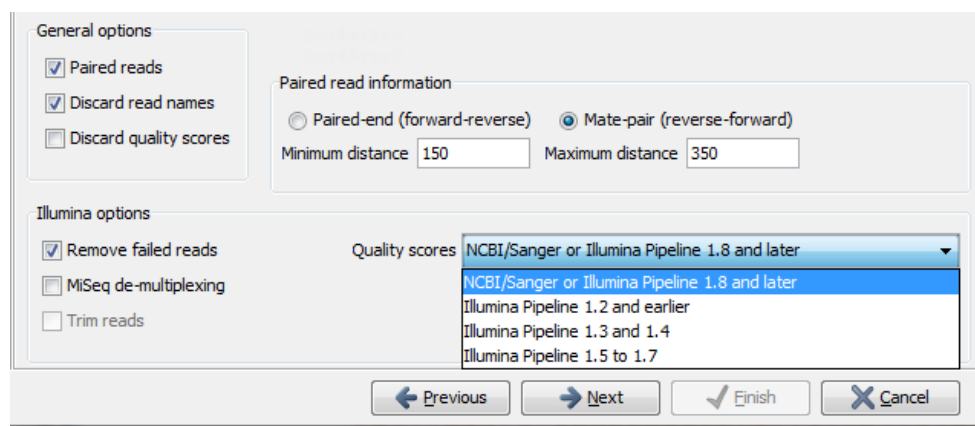 General options
Paired reads
Discard read names
Discard quality scores
Paired read information
Paired-end (forward-reverse) Mate-pair (reverse-forward)
Minimum distance 150 Maximum distance 350
Illumina options
Remove failed reads
MiSeq de-multiplexing
Trim reads
Quality scores NCBI/Sanger or Illumina Pipeline 1.8 and later
NCBI/Sanger or Illumina Pipeline 1.8 and later
Illumina Pipeline 1.2 and earlier
Illumina Pipeline 1.3 and 1.4
Illumina Pipeline 1.5 to 1.7
Previous Next Finish Cancel